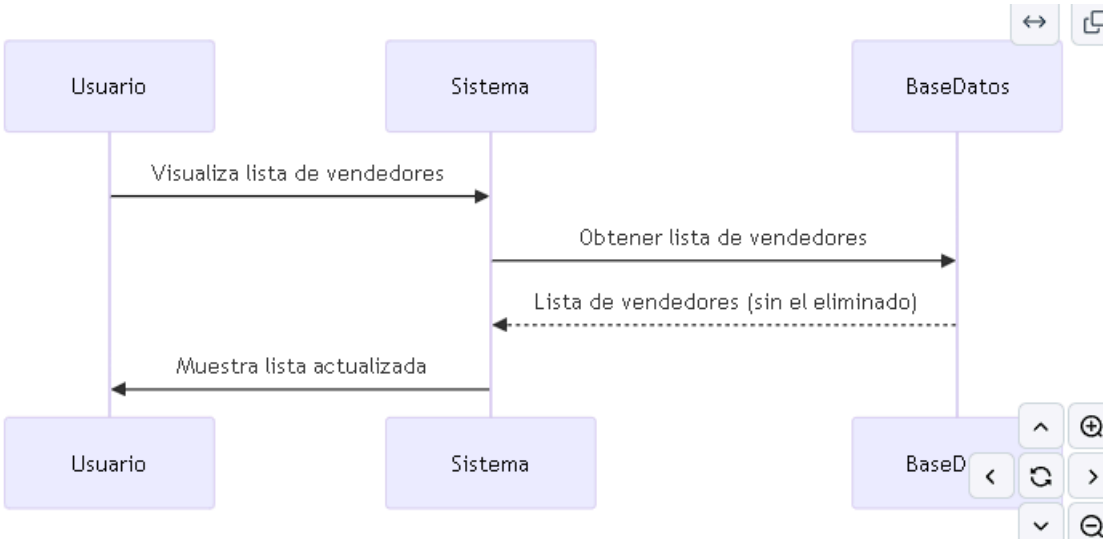 Usuario
Sistema
BaseDatos
Visualiza lista de vendedores
Obtener lista de vendedores
Lista de vendedores (sin el eliminado)
Muestra lista actualizada
Usuario
Sistema
BaseD